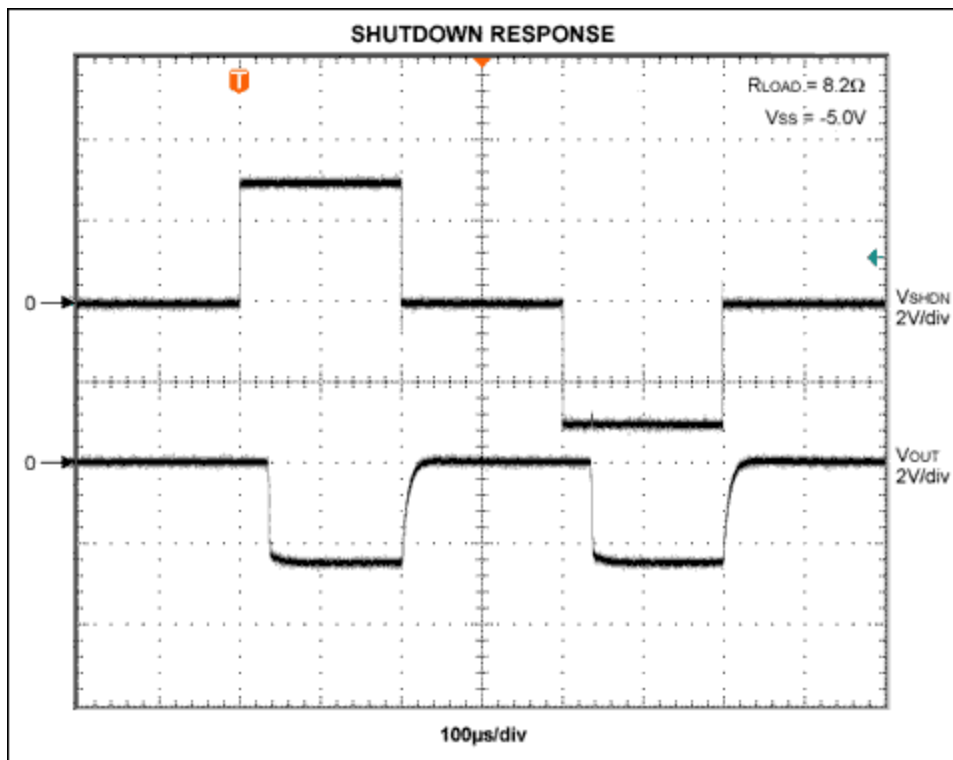 SHUTDOWN RESPONSE
T
RLOAD = 8.2Ω
VSS = -5.0V
0
VSHDN
2V/div
0
VOUT
2V/div
100µs/div